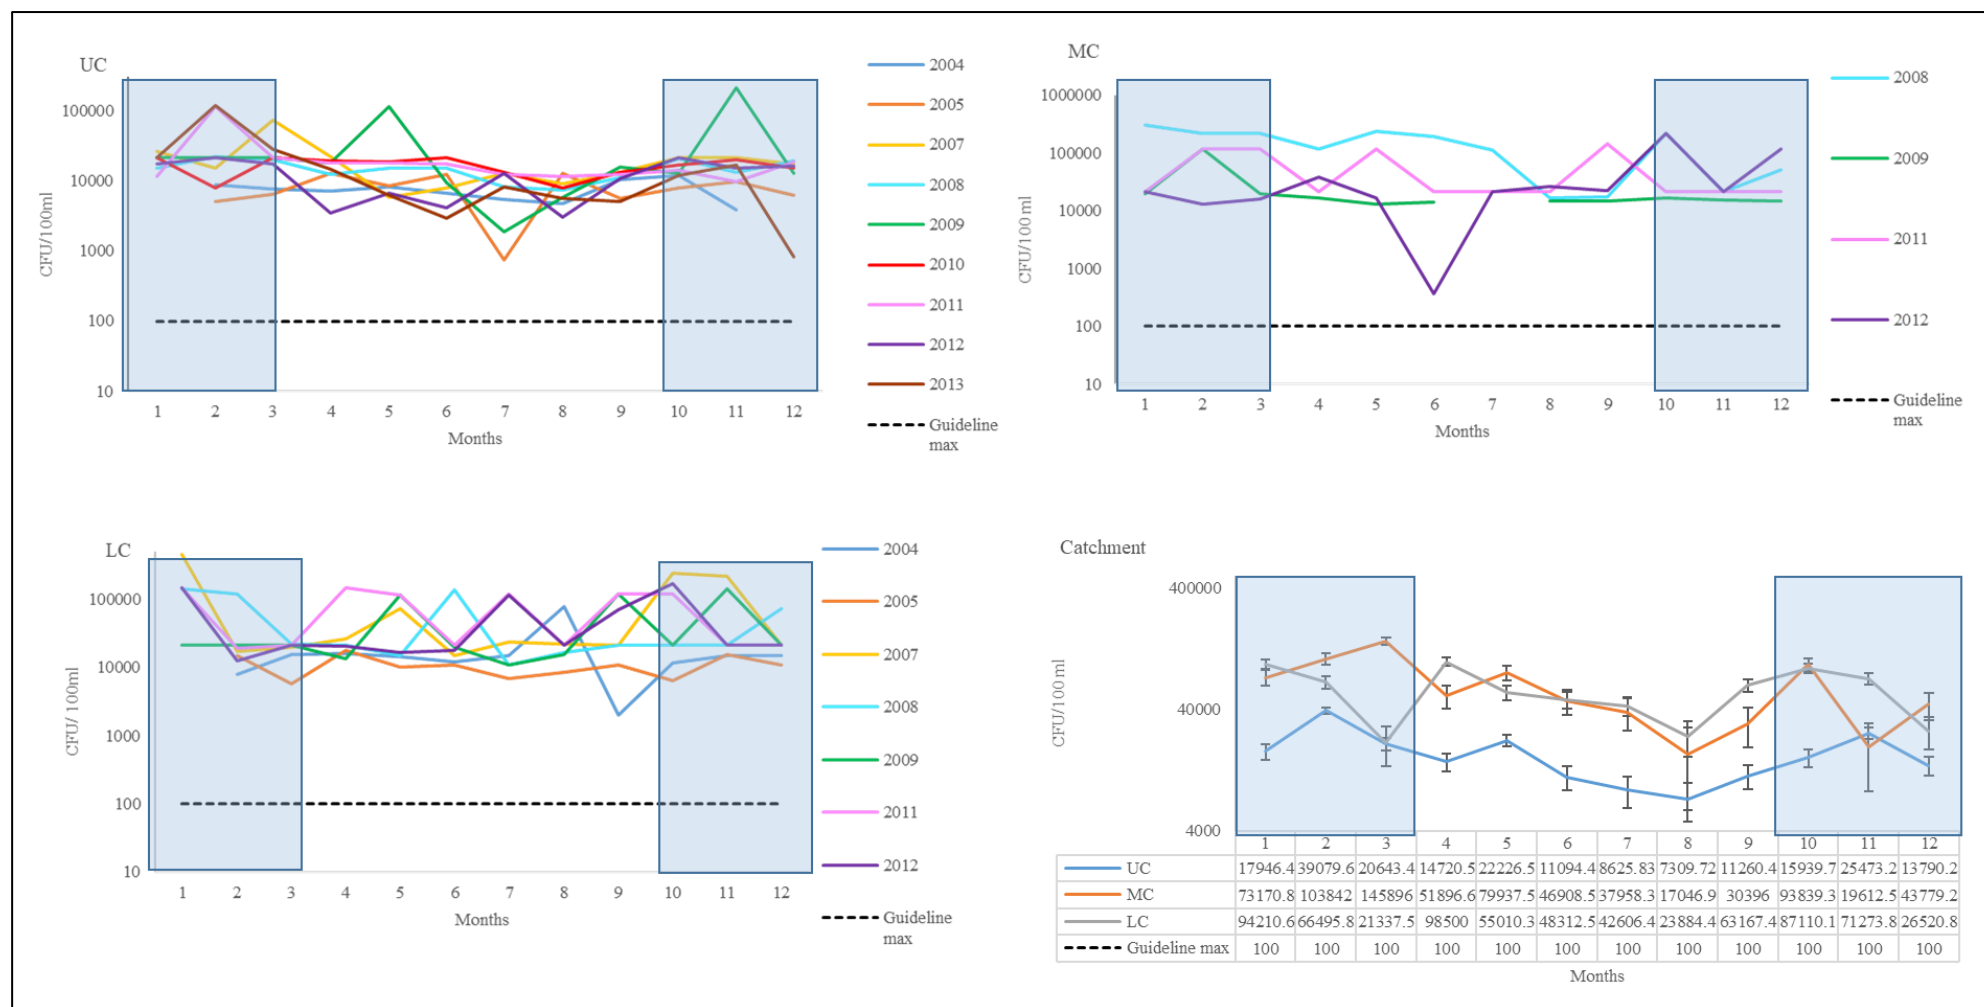 UC
100000
10000
1000
100
10
CFU/100ml
1 2 3 4 5 6 7 8 9 10 11 12
Months
2004
2005
2007
2008
2009
2010
2011
2012
2013
Guideline
max
MC
1000000
100000
10000
1000
100
10
CFU/100 ml
1 2 3 4 5 6 7 8 9 10 11 12
Months
2008
2009
2011
2012
Guideline
max
LC
100000
10000
1000
100
10
CFU/ 100ml
1 2 3 4 5 6 7 8 9 10 11 12
Months
2004
2005
2007
2008
2009
2011
2012
Guideline
max
Catchment
400000
40000
4000
CFU/100 ml
1 2 3 4 5 6 7 8 9 10 11 12
UC 17946.4 39079.6 20643.4 14720.5 22226.5 11094.4 8625.83 7309.72 11260.4 15939.7 25473.2 13790.2
MC 73170.8 103842 145896 51896.6 79937.5 46908.5 37958.3 17046.9 30396 93839.3 19612.5 43779.2
LC 94210.6 66495.8 21337.5 98500 55010.3 48312.5 42606.4 23884.4 63167.4 87110.1 71273.8 26520.8
Guideline max 100 100 100 100 100 100 100 100 100 100 100 100
Months